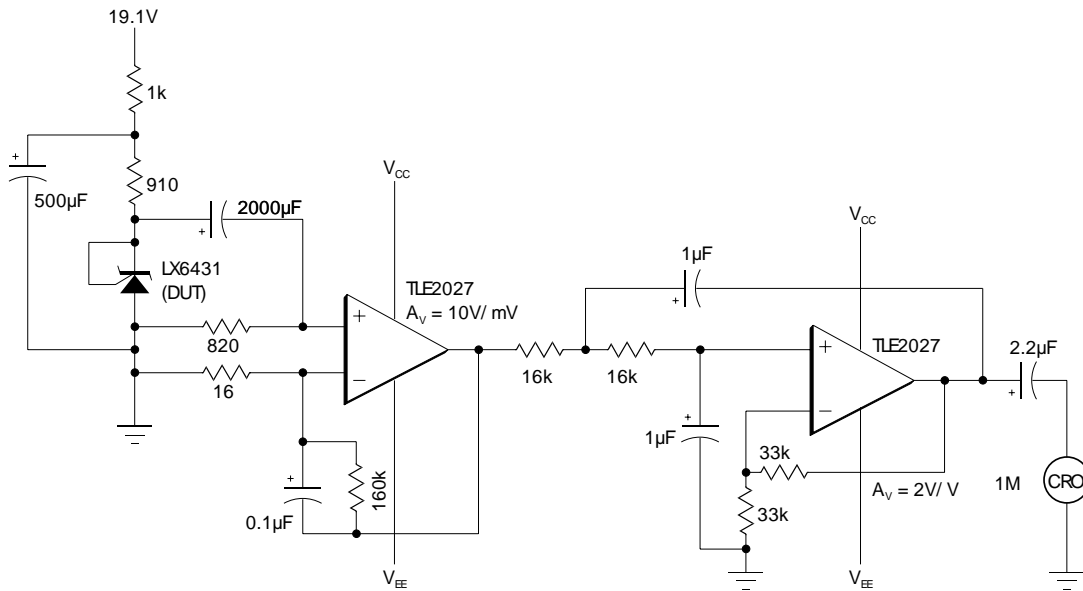 19.1V
1k
+
500µF
910
2000µF
+
LX6431
(DUT)
820
16
+
0.1µF
160k
V_CC
TLE2027
A_V = 10V/mV
+
−
V_EE
16k
16k
1µF
+
+
1µF
V_CC
TLE2027
+
−
33k
33k
A_V = 2V/V
V_EE
2.2µF
+
1M
CRO